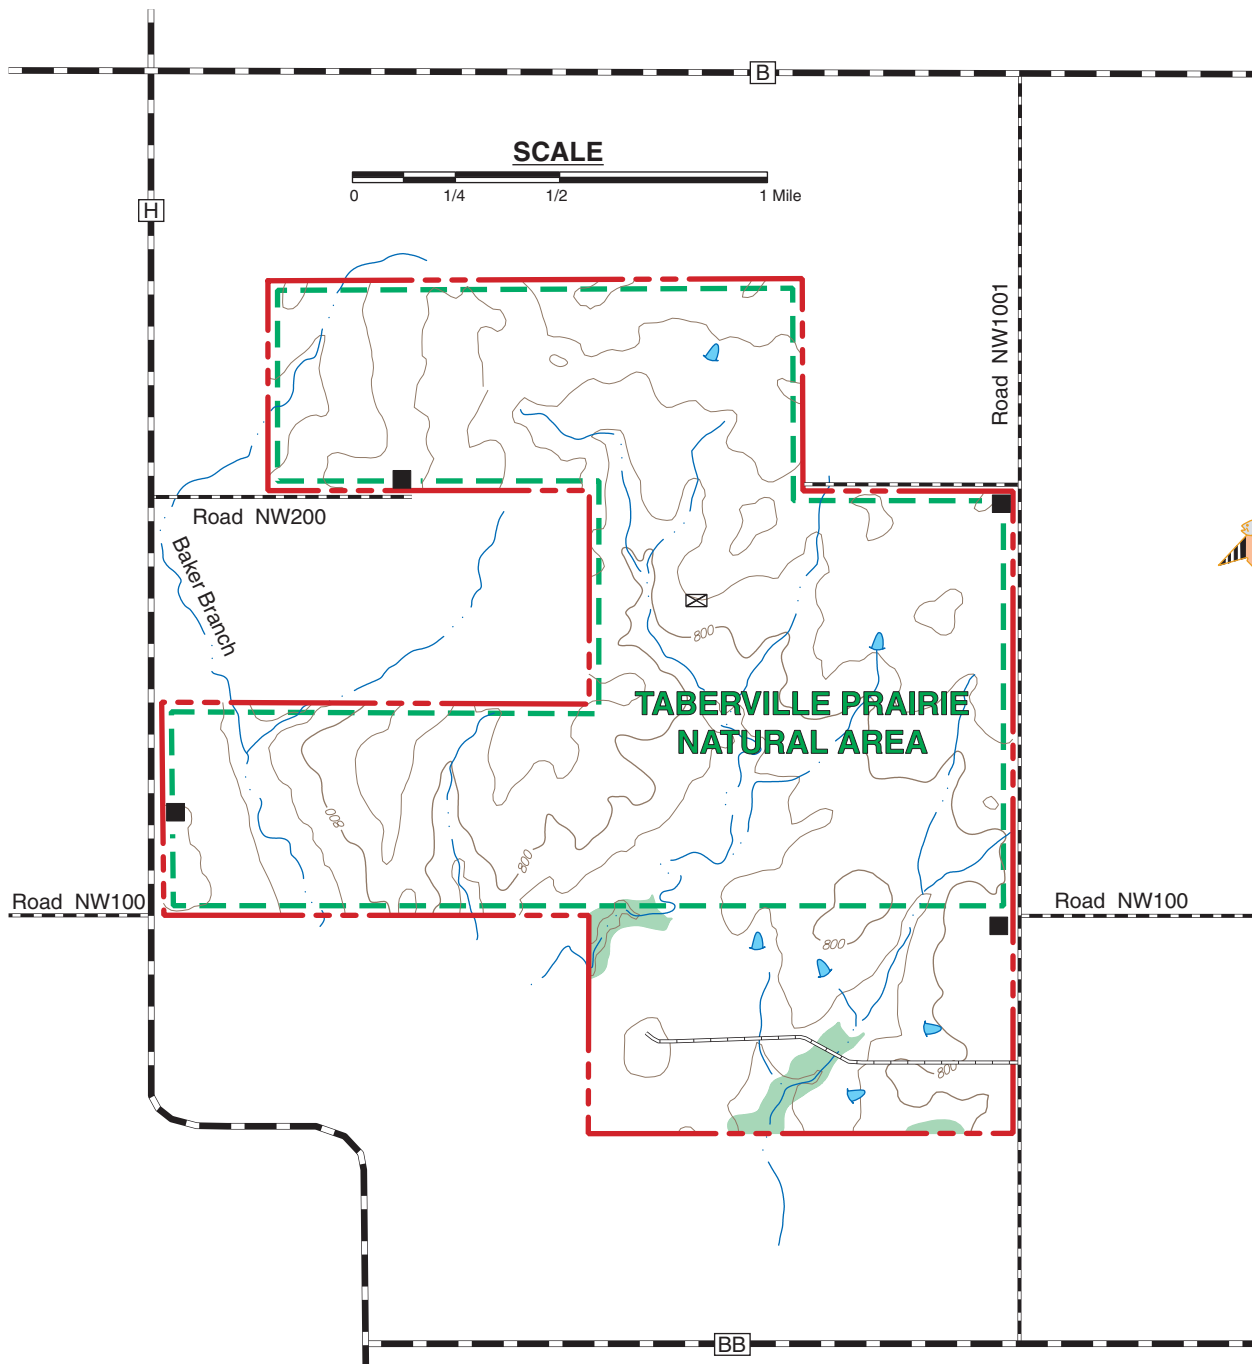 B
SCALE
0 1/4 1/2 1 Mile
H
Road NW1001
Road NW200
Baker Branch
800
TABERVILLE PRAIRIE
NATURAL AREA
800
800
Road NW100
Road NW100
800
800
BB